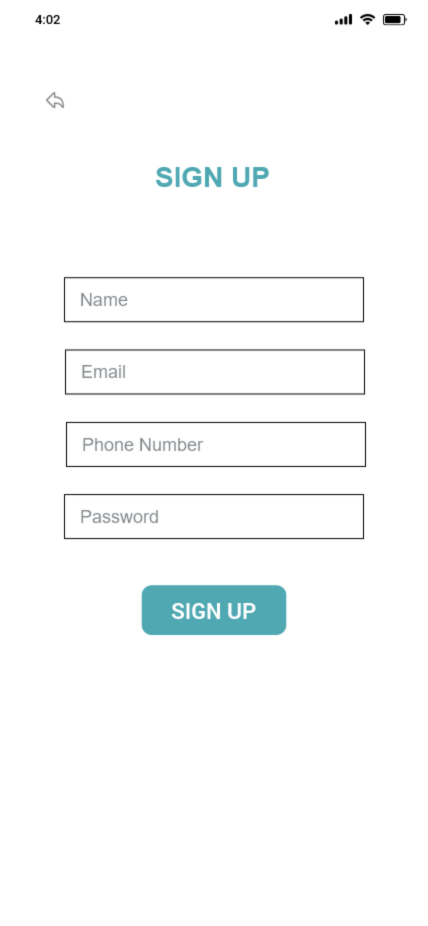 4:02
SIGN UP
Name
Email
Phone Number
Password
SIGN UP